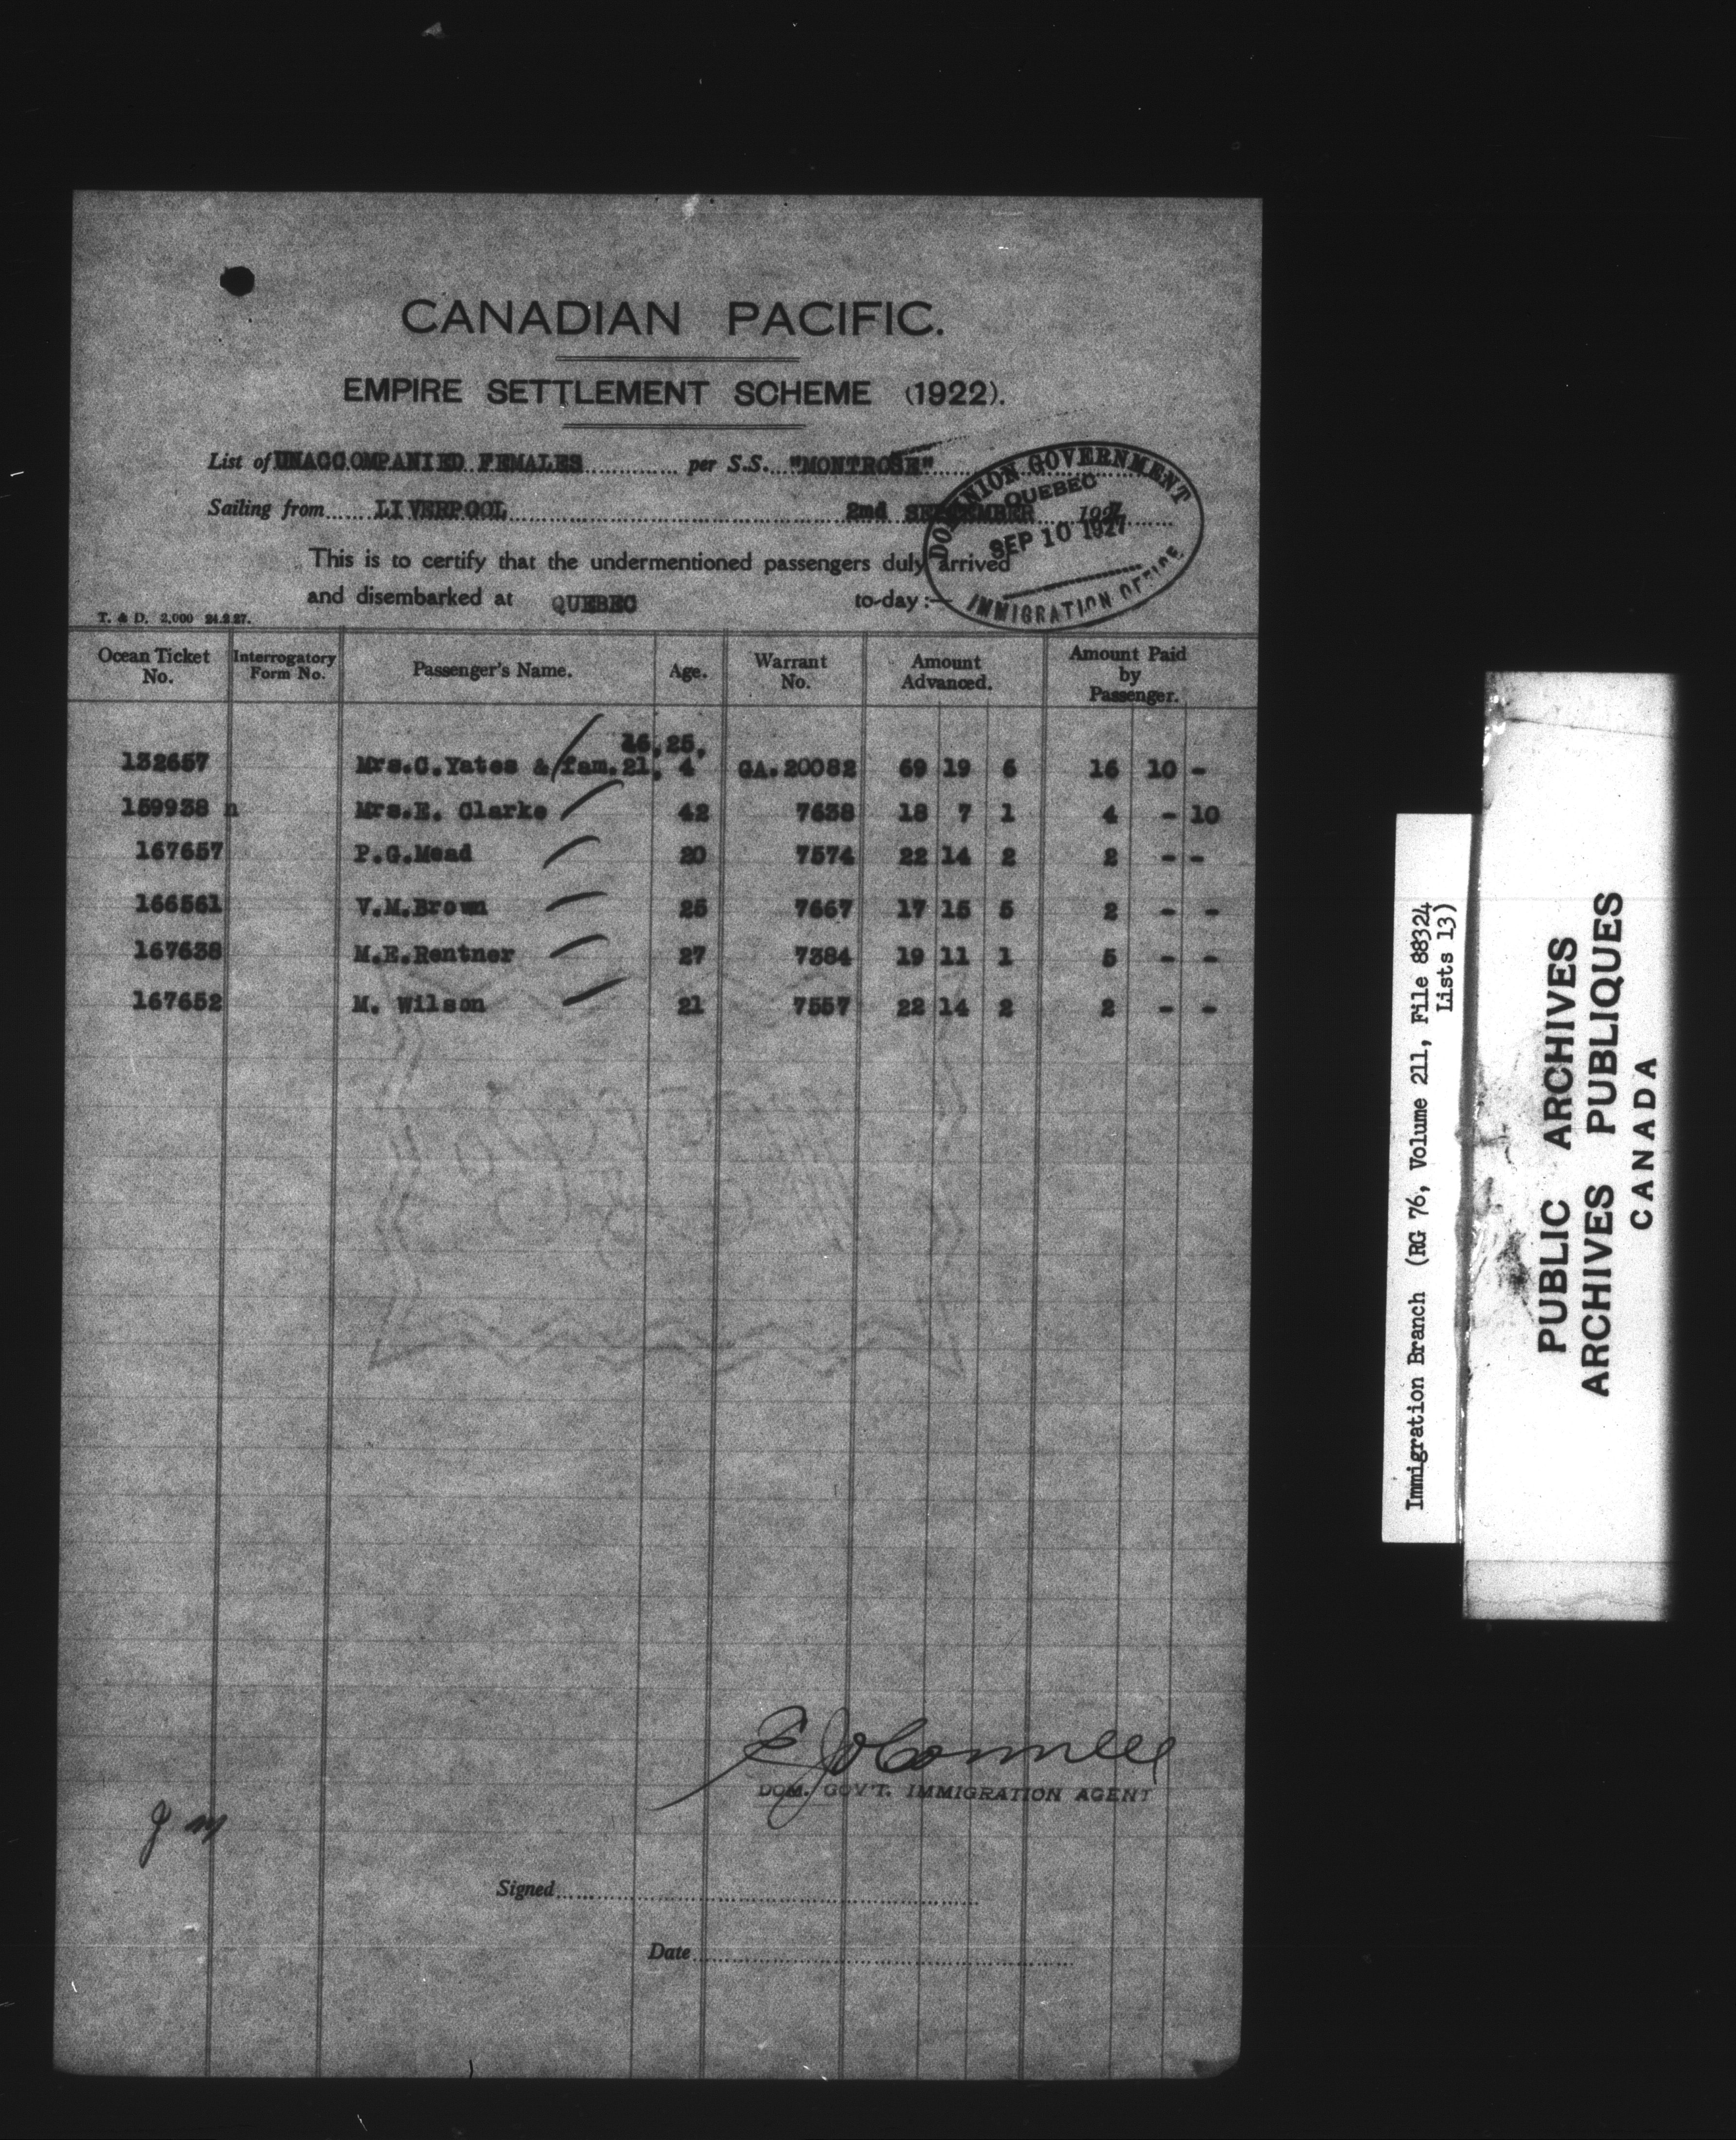 CANADIAN PACIFIC.
EMPIRE SETTLEMENT SCHEME (1922).
List of UNACCOMPANIED FEMALES per S.S. "MONTROSE"
Sailing from LIVERPOOL 2nd SEPTEMBER 1927
DOMINION GOVERNMENT
QUEBEC
SEP 10 1927
IMMIGRATION OFFICE
This is to certify that the undermentioned passengers duly arrived
and disembarked at QUEBEC to-day:—
T. & D. 2,000 24.2.27.
Ocean Ticket No. Interrogatory Form No. Passenger's Name. Age. Warrant No. Amount Advanced. Amount Paid by Passenger.
46, 25,
132657 Mrs.C.Yates & fam. 21, 4 GA.20082 69 19 6 16 10 -
159938 n Mrs.E. Clarke 42 7638 18 7 1 4 - 10
167657 P.G.Mead 20 7574 22 14 2 2 - -
166561 V.M.Brown 25 7667 17 15 5 2 - -
167638 M.E.Rentner 27 7384 19 11 1 5 - -
167652 M. Wilson 21 7557 22 14 2 2 - -
DOM. GOV'T. IMMIGRATION AGENT
Signed
Date
Immigration Branch (RG 76, Volume 211, File 88324
Lists 13)
PUBLIC ARCHIVES
ARCHIVES PUBLIQUES
CANADA